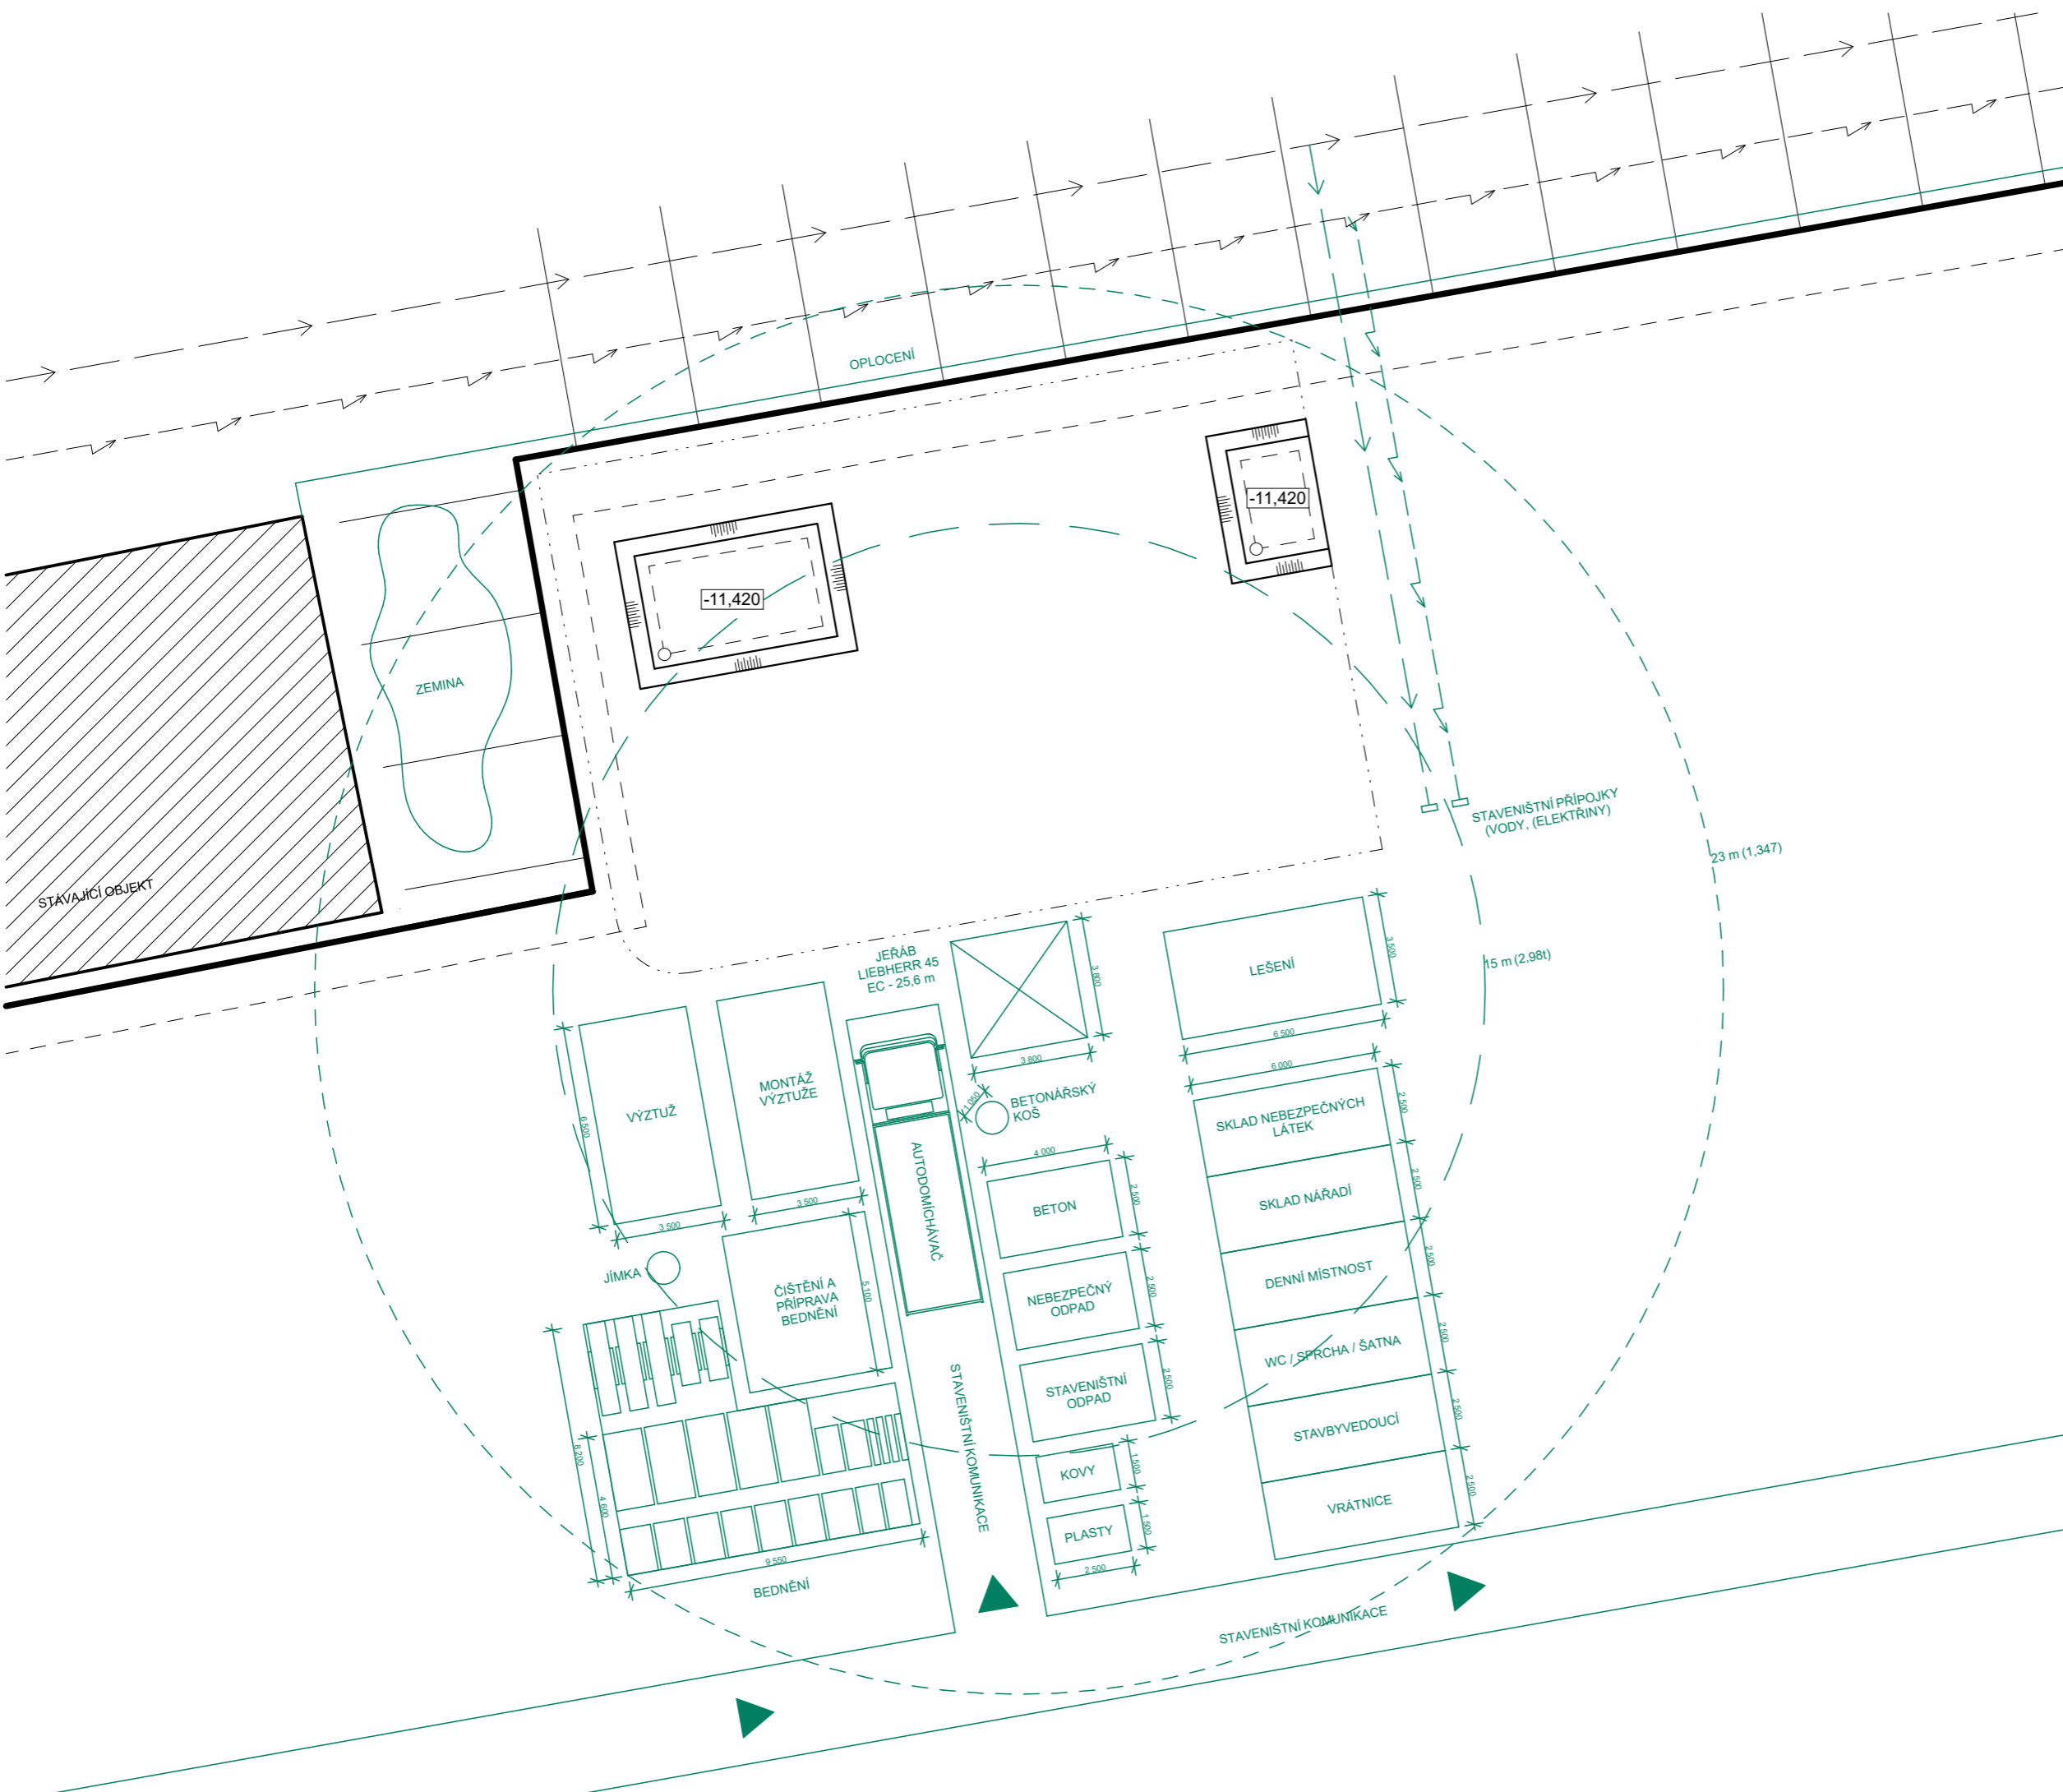 OPLOCENÍ
-11,420
-11,420
ZEMINA
STÁVAJÍCÍ OBJEKT
STAVENIŠTNÍ PŘÍPOJKY
(VODY, (ELEKTŘINY)
23 m (1,347)
15 m (2,98t)
JEŘÁB
LIEBHERR 45
EC - 25,6 m
3 800
3 800
LEŠENÍ
3 500
6 500
6 000
VÝZTUŽ
6 500
3 500
MONTÁŽ
VÝZTUŽE
3 500
AUTODOMÍCHÁVAČ
1 050
BETONÁŘSKÝ
KOŠ
4 000
BETON
2 500
NEBEZPEČNÝ
ODPAD
2 500
STAVENIŠTNÍ
ODPAD
2 500
KOVY
1 500
PLASTY
1 500
2 500
SKLAD NEBEZPEČNÝCH
LÁTEK
2 500
SKLAD NÁŘADÍ
2 500
DENNÍ MÍSTNOST
2 500
WC / SPRCHA / ŠATNA
2 500
STAVBYVEDOUCÍ
2 500
VRÁTNICE
2 500
JÍMKA
ČIŠTĚNÍ A
PŘÍPRAVA
BEDNĚNÍ
5 100
8 200
4 600
9 550
BEDNĚNÍ
STAVENIŠTNÍ KOMUNIKACE
STAVENIŠTNÍ KOMUNIKACE